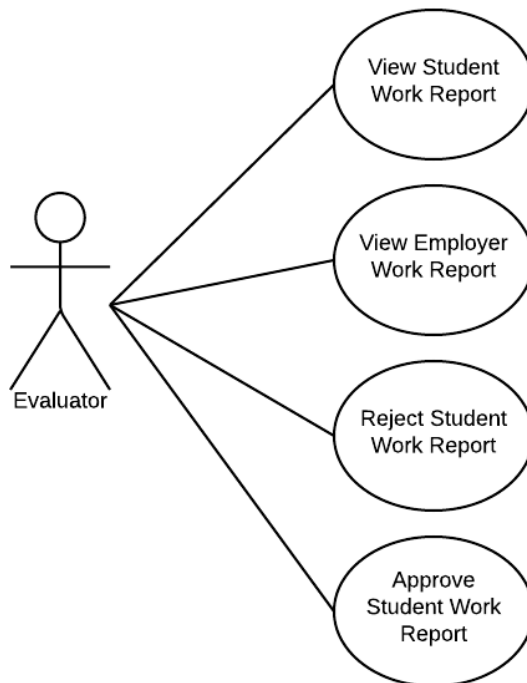 View Student
Work Report
View Employer
Work Report
Evaluator
Reject Student
Work Report
Approve
Student Work
Report